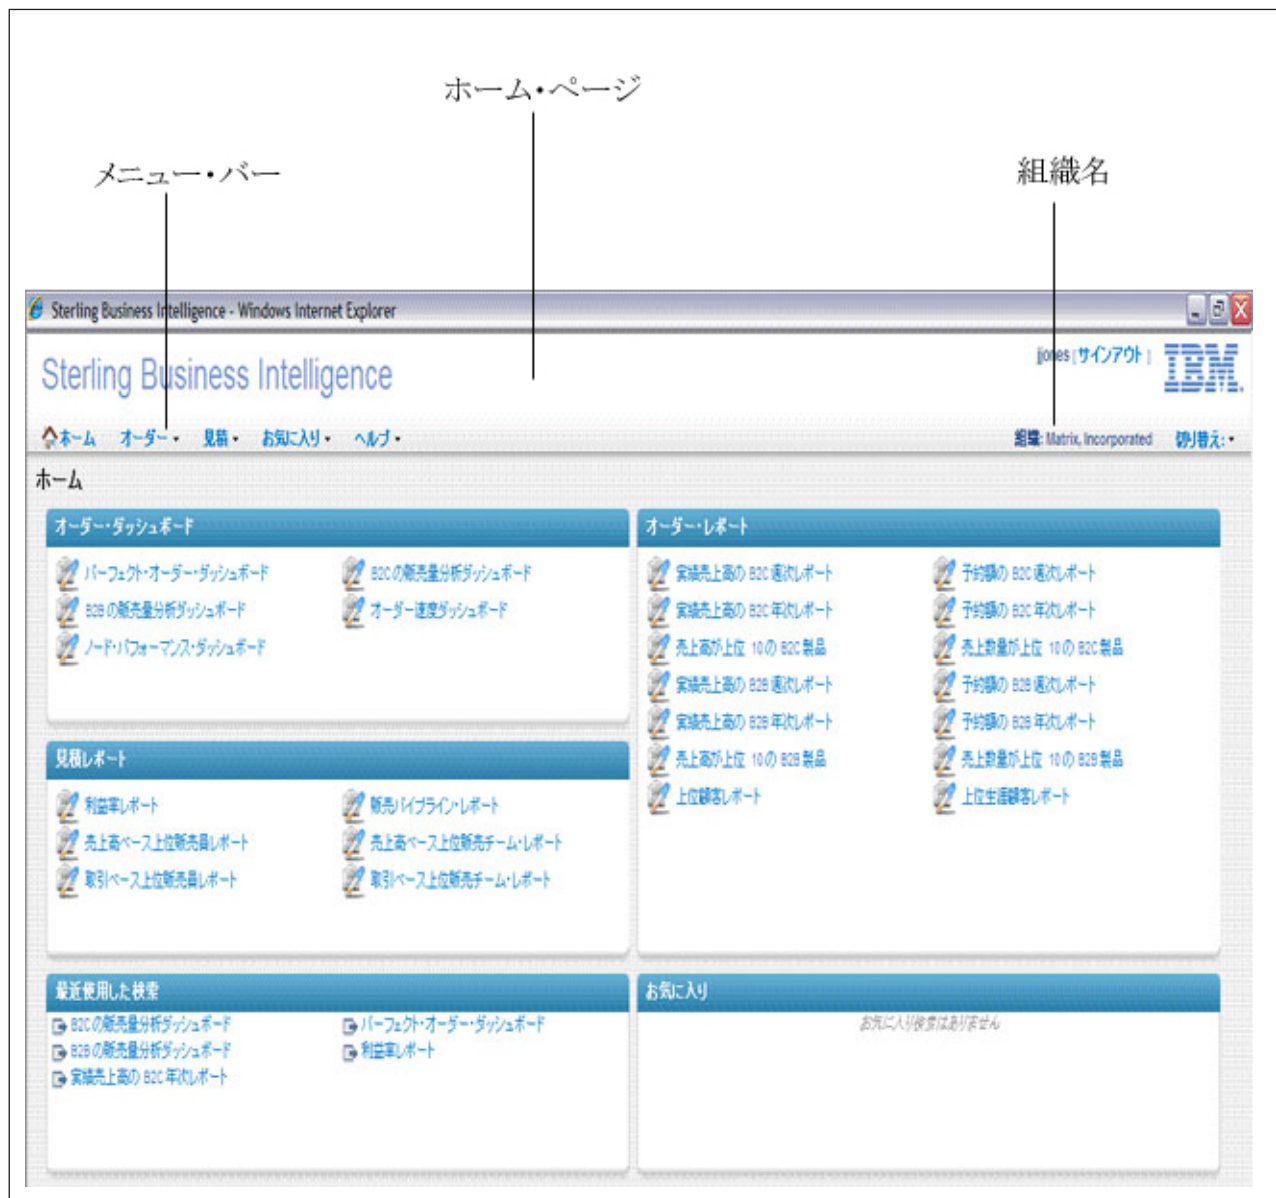 ホーム・ページ
メニュー・バー
組織名
Sterling Business Intelligence - Windows Internet Explorer
jjones [サインアウト]
IBM.
Sterling Business Intelligence
ホーム オーダー 見積 お気に入り ヘルプ 組織: Matrix, Incorporated 切り替え:
ホーム
オーダー・ダッシュボード
パーフェクト・オーダー・ダッシュボード B2Cの販売量分析ダッシュボード
B2Bの販売量分析ダッシュボード オーダー速度ダッシュボード
ノード・パフォーマンス・ダッシュボード
オーダー・レポート
実績売上高の B2C 週次レポート 予約額の B2C 週次レポート
実績売上高の B2C 年次レポート 予約額の B2C 年次レポート
売上高が上位 10の B2C 製品 売上数量が上位 10の B2C 製品
実績売上高の B2B 週次レポート 予約額の B2B 週次レポート
実績売上高の B2B 年次レポート 予約額の B2B 年次レポート
売上高が上位 10の B2B 製品 売上数量が上位 10の B2B 製品
上位顧客レポート 上位生涯顧客レポート
見積レポート
利益率レポート 販売パイプライン・レポート
売上高ベース上位販売員レポート 売上高ベース上位販売チーム・レポート
取引ベース上位販売員レポート 取引ベース上位販売チーム・レポート
最近使用した検索
B2Cの販売量分析ダッシュボード パーフェクト・オーダー・ダッシュボード
B2Bの販売量分析ダッシュボード 利益率レポート
実績売上高の B2C 年次レポート
お気に入り
お気に入り検索はありません